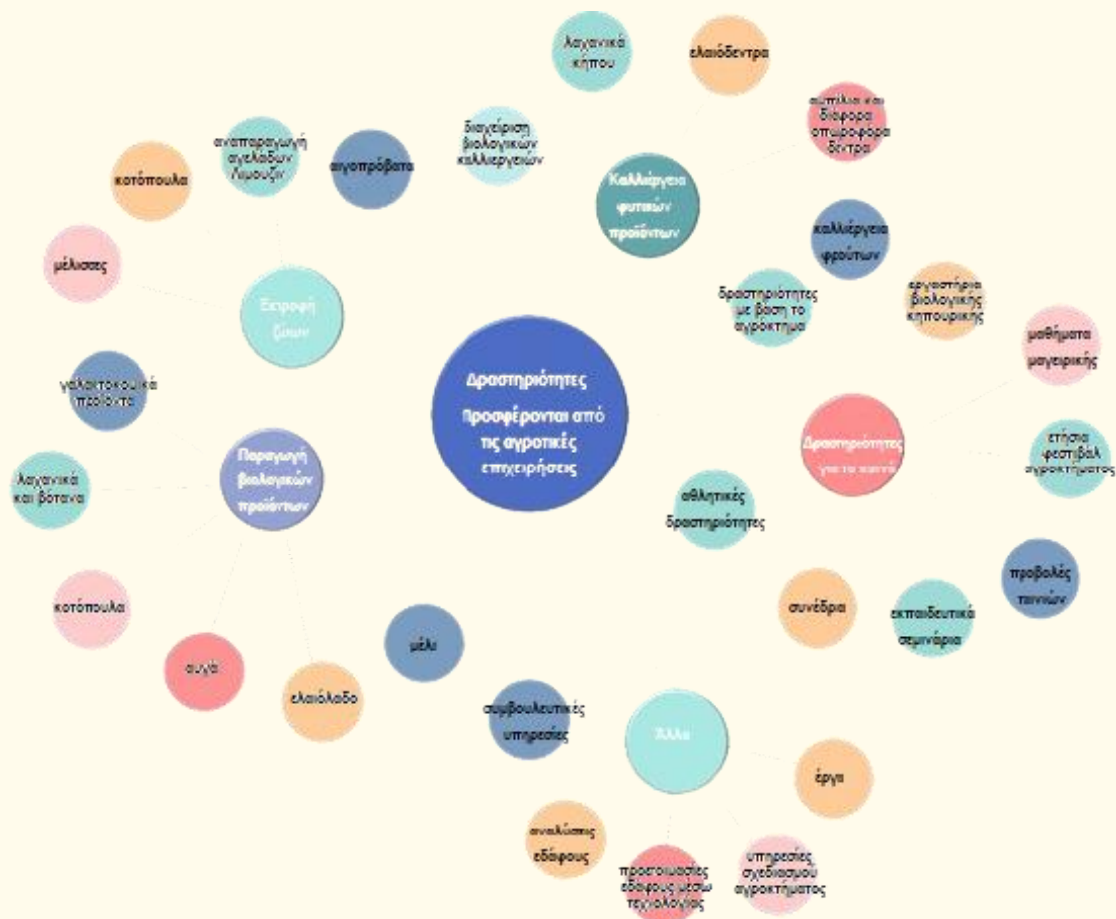 Δραστηριότητες
Προσφέρονται από
τις αγροτικές
επιχειρήσεις
Καλλιέργεια
φυτικών
προϊόντων
διαχείριση
βιολογικών
καλλιεργειών
λαχανικά
κήπου
ελαιόδεντρα
αμπέλια και
διάφορα
οπωροφόρα
δέντρα
καλλιέργεια
φρούτων
Δραστηριότητες
για το κοινό
δραστηριότητες
με βάση το
αγρόκτημα
εργαστήρια
βιολογικής
κηπουρικής
μαθήματα
μαγειρικής
ετήσια
φεστιβάλ
αγροκτήματος
προβολές
ταινιών
εκπαιδευτικά
σεμινάρια
συνέδρια
αθλητικές
δραστηριότητες
Άλλα
έργα
υπηρεσίες
σχεδιασμού
αγροκτήματος
προετοιμασίες
εδάφους μέσω
τεχνολογίας
αναλύσεις
εδάφους
συμβουλευτικές
υπηρεσίες
Παραγωγή
βιολογικών
προϊόντων
μέλι
ελαιόλαδο
αυγά
κοτόπουλα
λαχανικά
και βότανα
γαλακτοκομικά
προϊόντα
Εκτροφή
ζώων
μέλισσες
κοτόπουλα
αναπαραγωγή
αγελάδων
Λιμουζίν
αιγοπρόβατα